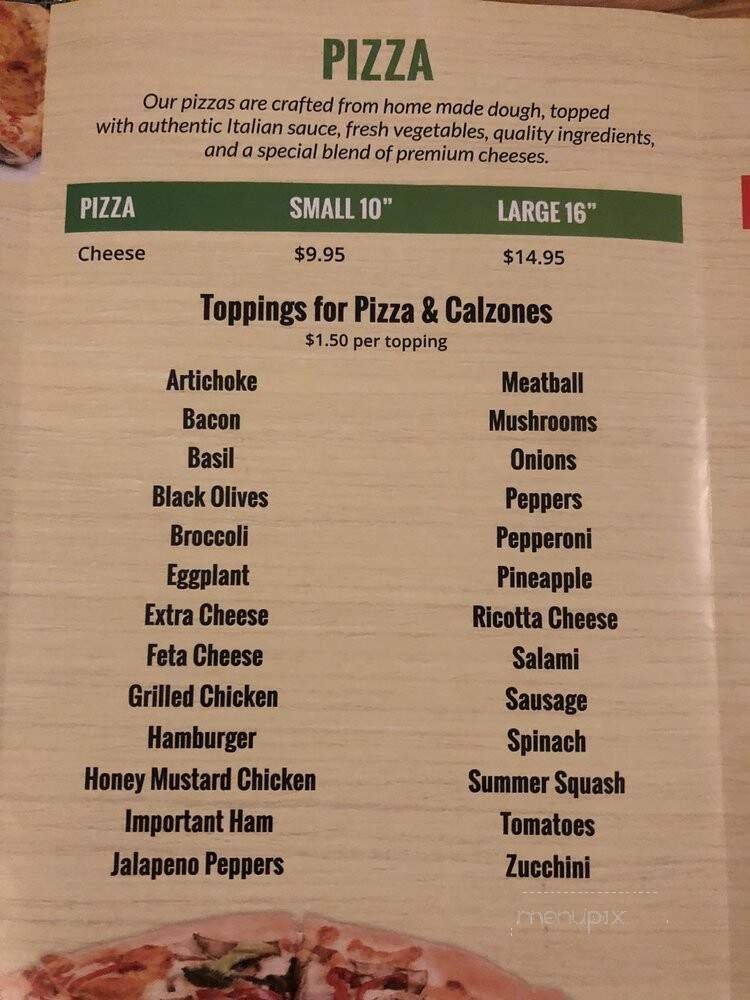 PIZZA
Our pizzas are crafted from home made dough, topped
with authentic Italian sauce, fresh vegetables, quality ingredients,
and a special blend of premium cheeses.
PIZZA SMALL 10" LARGE 16"
Cheese $9.95 $14.95
Toppings for Pizza & Calzones
$1.50 per topping
Artichoke
Bacon
Basil
Black Olives
Broccoli
Eggplant
Extra Cheese
Feta Cheese
Grilled Chicken
Hamburger
Honey Mustard Chicken
Important Ham
Jalapeno Peppers
Meatball
Mushrooms
Onions
Peppers
Pepperoni
Pineapple
Ricotta Cheese
Salami
Sausage
Spinach
Summer Squash
Tomatoes
Zucchini
menupix